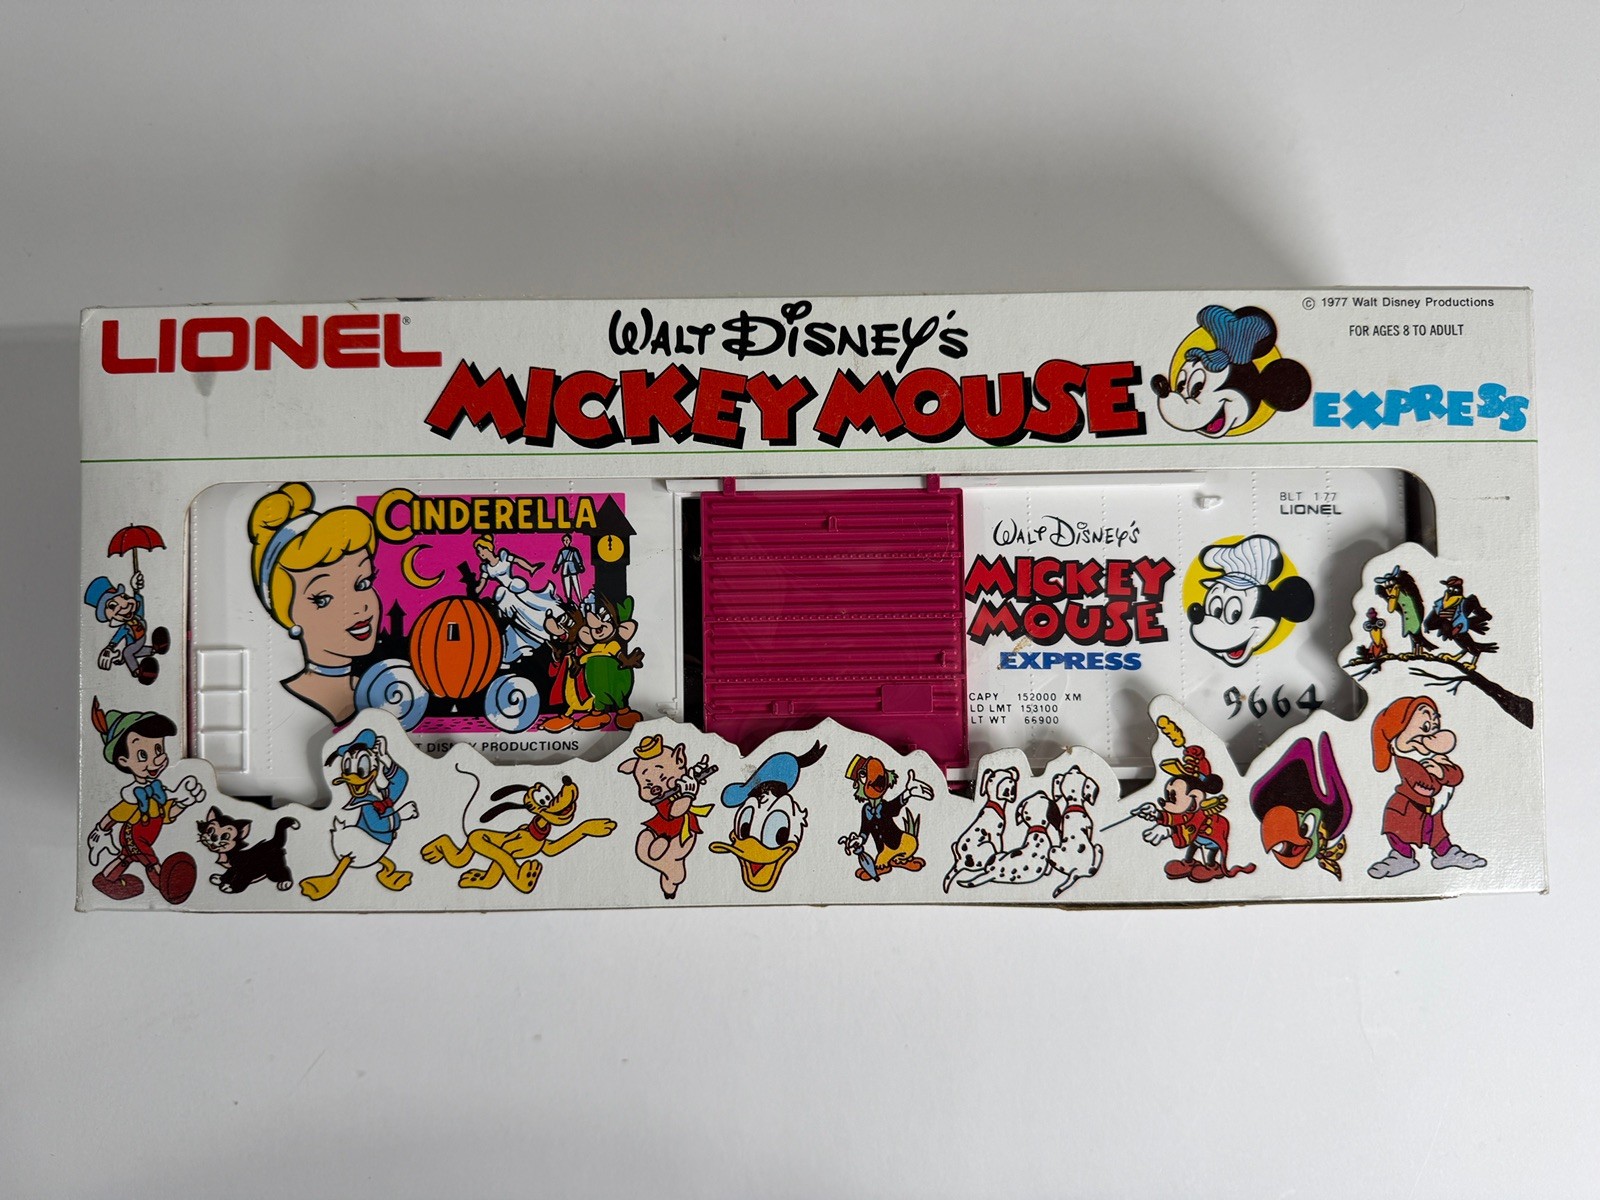 LIONEL®
WALT DISNEY'S
MICKEY MOUSE
EXPRESS
© 1977 Walt Disney Productions
FOR AGES 8 TO ADULT
CINDERELLA
DISNEY PRODUCTIONS
WALT DISNEY'S
MICKEY
MOUSE
EXPRESS
CAPY 152000 XM
LD LMT 153100
LT WT 66900
BLT 1 77
LIONEL
9664